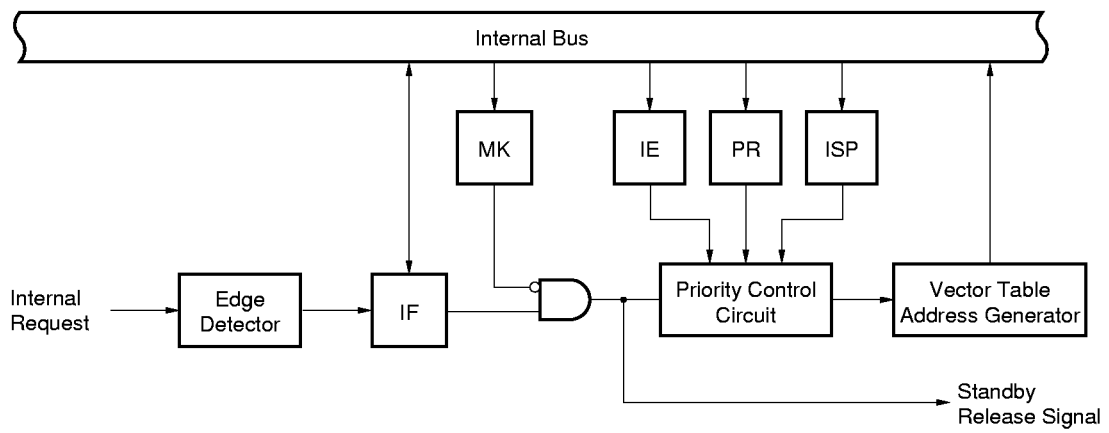 Internal Bus
MK
IE
PR
ISP
Internal
Request
Edge
Detector
IF
Priority Control
Circuit
Vector Table
Address Generator
Standby
Release Signal